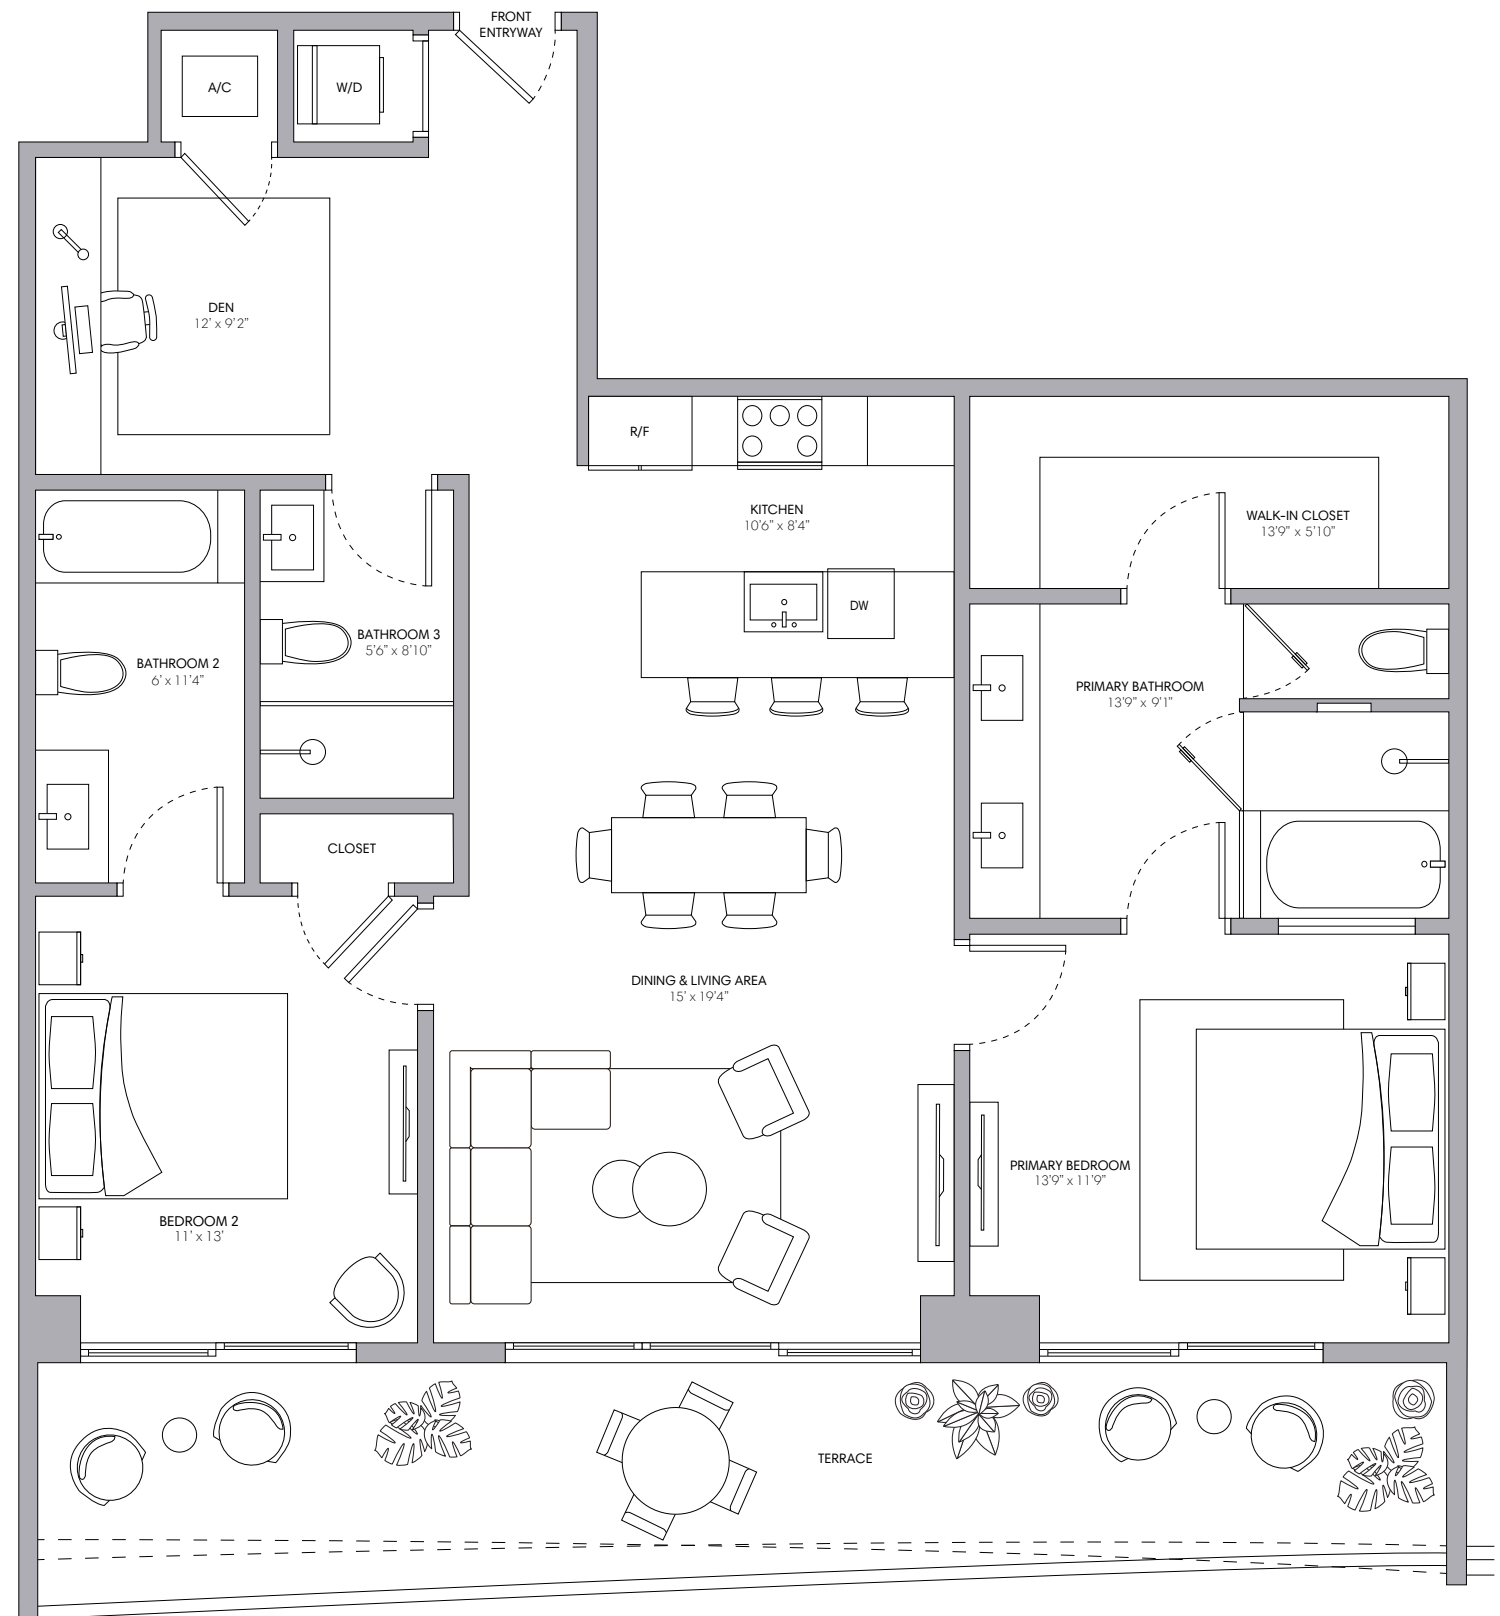 FRONT
ENTRYWAY
A/C
W/D
DEN
12' x 9'2”
R/F
KITCHEN
10'6” x 8'4”
WALK-IN CLOSET
13'9” x 5'10”
DW
BATHROOM 3
5'6” x 8'10”
BATHROOM 2
6' x 11'4”
PRIMARY BATHROOM
13'9” x 9'1”
CLOSET
DINING & LIVING AREA
15' x 19'4”
PRIMARY BEDROOM
13'9” x 11'9”
BEDROOM 2
11' x 13'
TERRACE